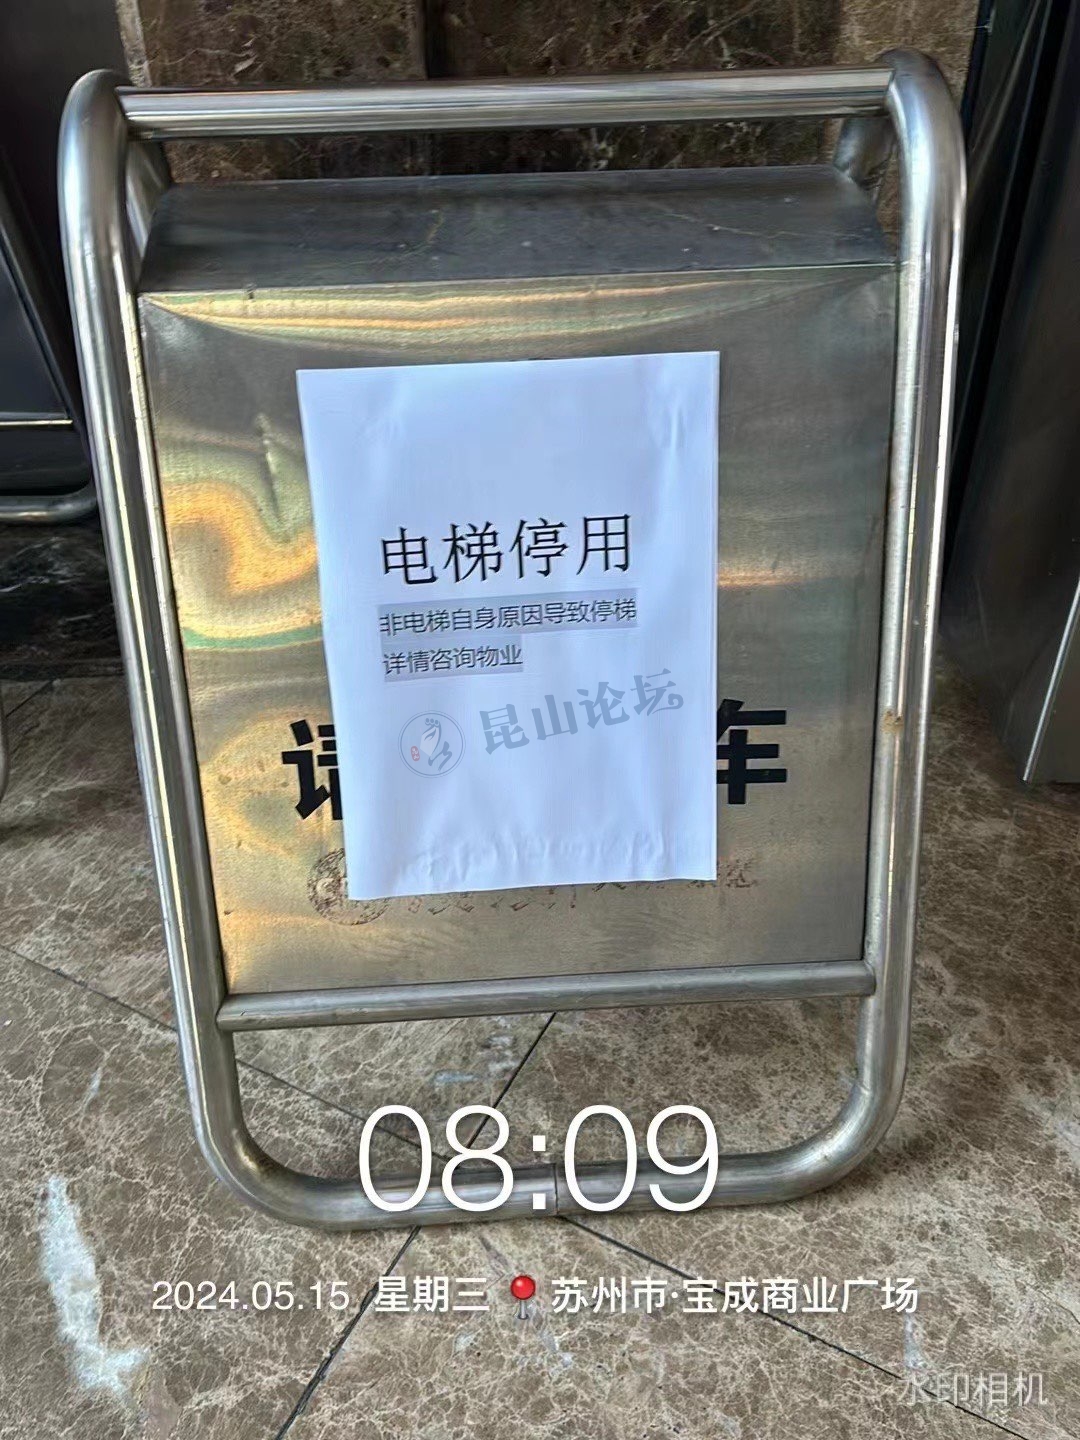 电梯停用
非电梯自身原因导致停梯
详情咨询物业
昆山论坛
请 车
08:09
2024.05.15 星期三 苏州市·宝成商业广场
水印相机